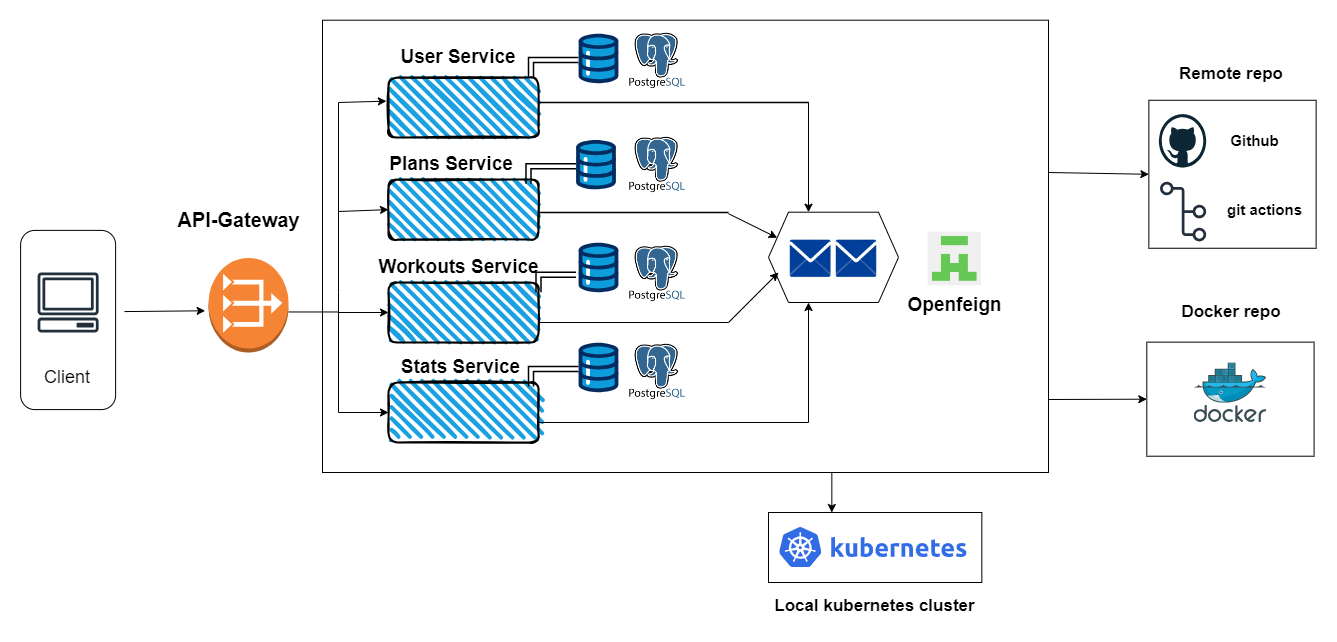 User Service
PostgreSQL
Plans Service
PostgreSQL
Workouts Service
PostgreSQL
Stats Service
PostgreSQL
API-Gateway
Client
Openfeign
Remote repo
Github
git actions
Docker repo
docker
kubernetes
Local kubernetes cluster